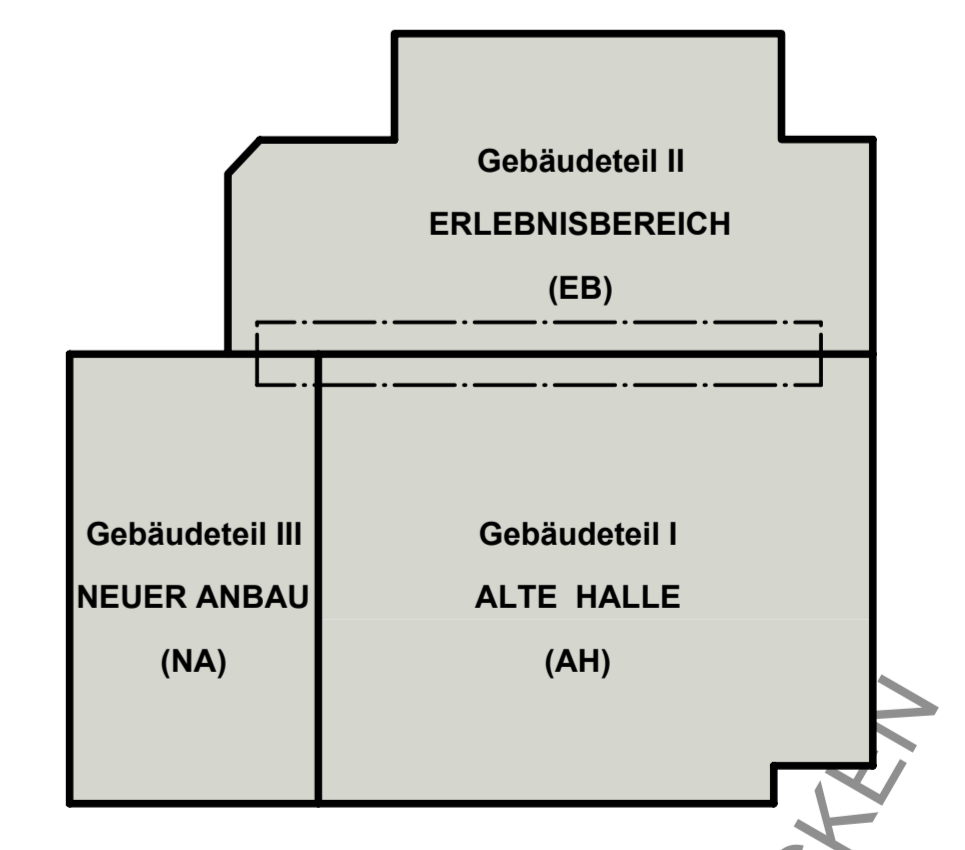 Gebäudeteil II
ERLEBNISBEREICH
(EB)
Gebäudeteil III
NEUER ANBAU
(NA)
Gebäudeteil I
ALTE HALLE
(AH)